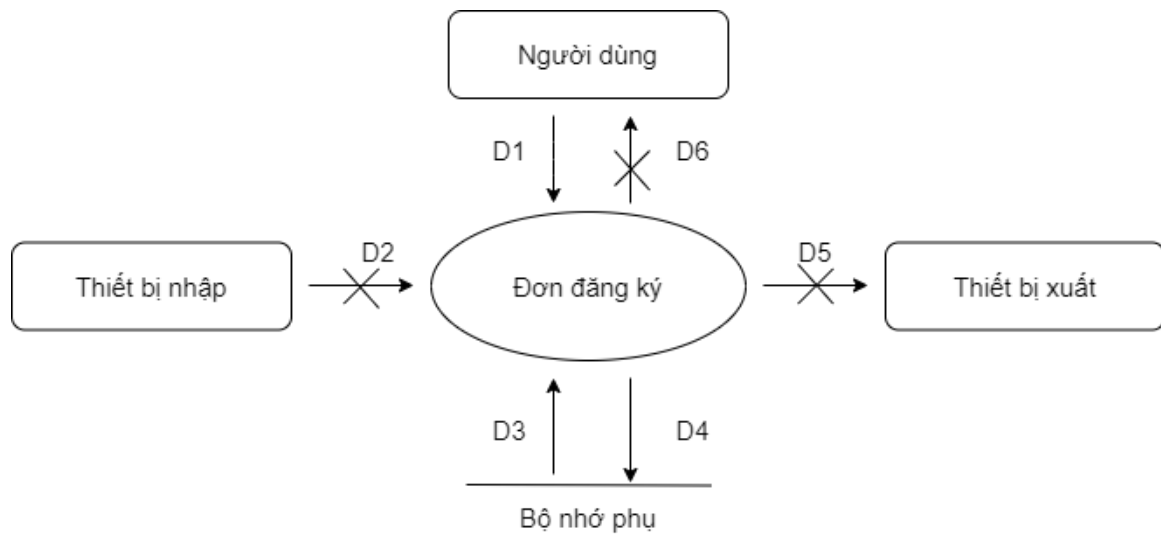 Người dùng
D1
D6
D2
D5
Thiết bị nhập
Đơn đăng ký
Thiết bị xuất
D3
D4
Bộ nhớ phụ